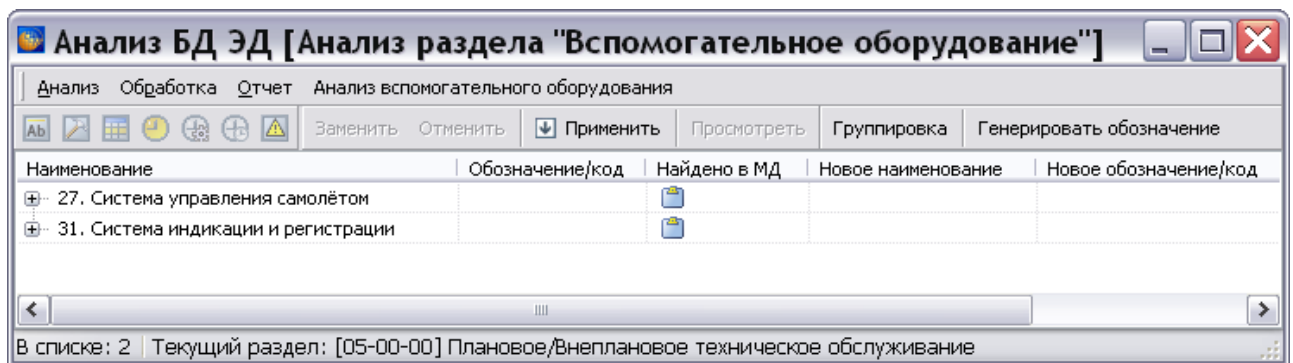 Анализ БД ЭД [Анализ раздела "Вспомогательное оборудование"]
Анализ Обработка Отчет Анализ вспомогательного оборудования
Ab Заменить Отменить Применить Просмотреть Группировка Генерировать обозначение
Наименование Обозначение/код Найдено в МД Новое наименование Новое обозначение/код
27. Система управления самолётом
31. Система индикации и регистрации
В списке: 2 Текущий раздел: [05-00-00] Плановое/Внеплановое техническое обслуживание